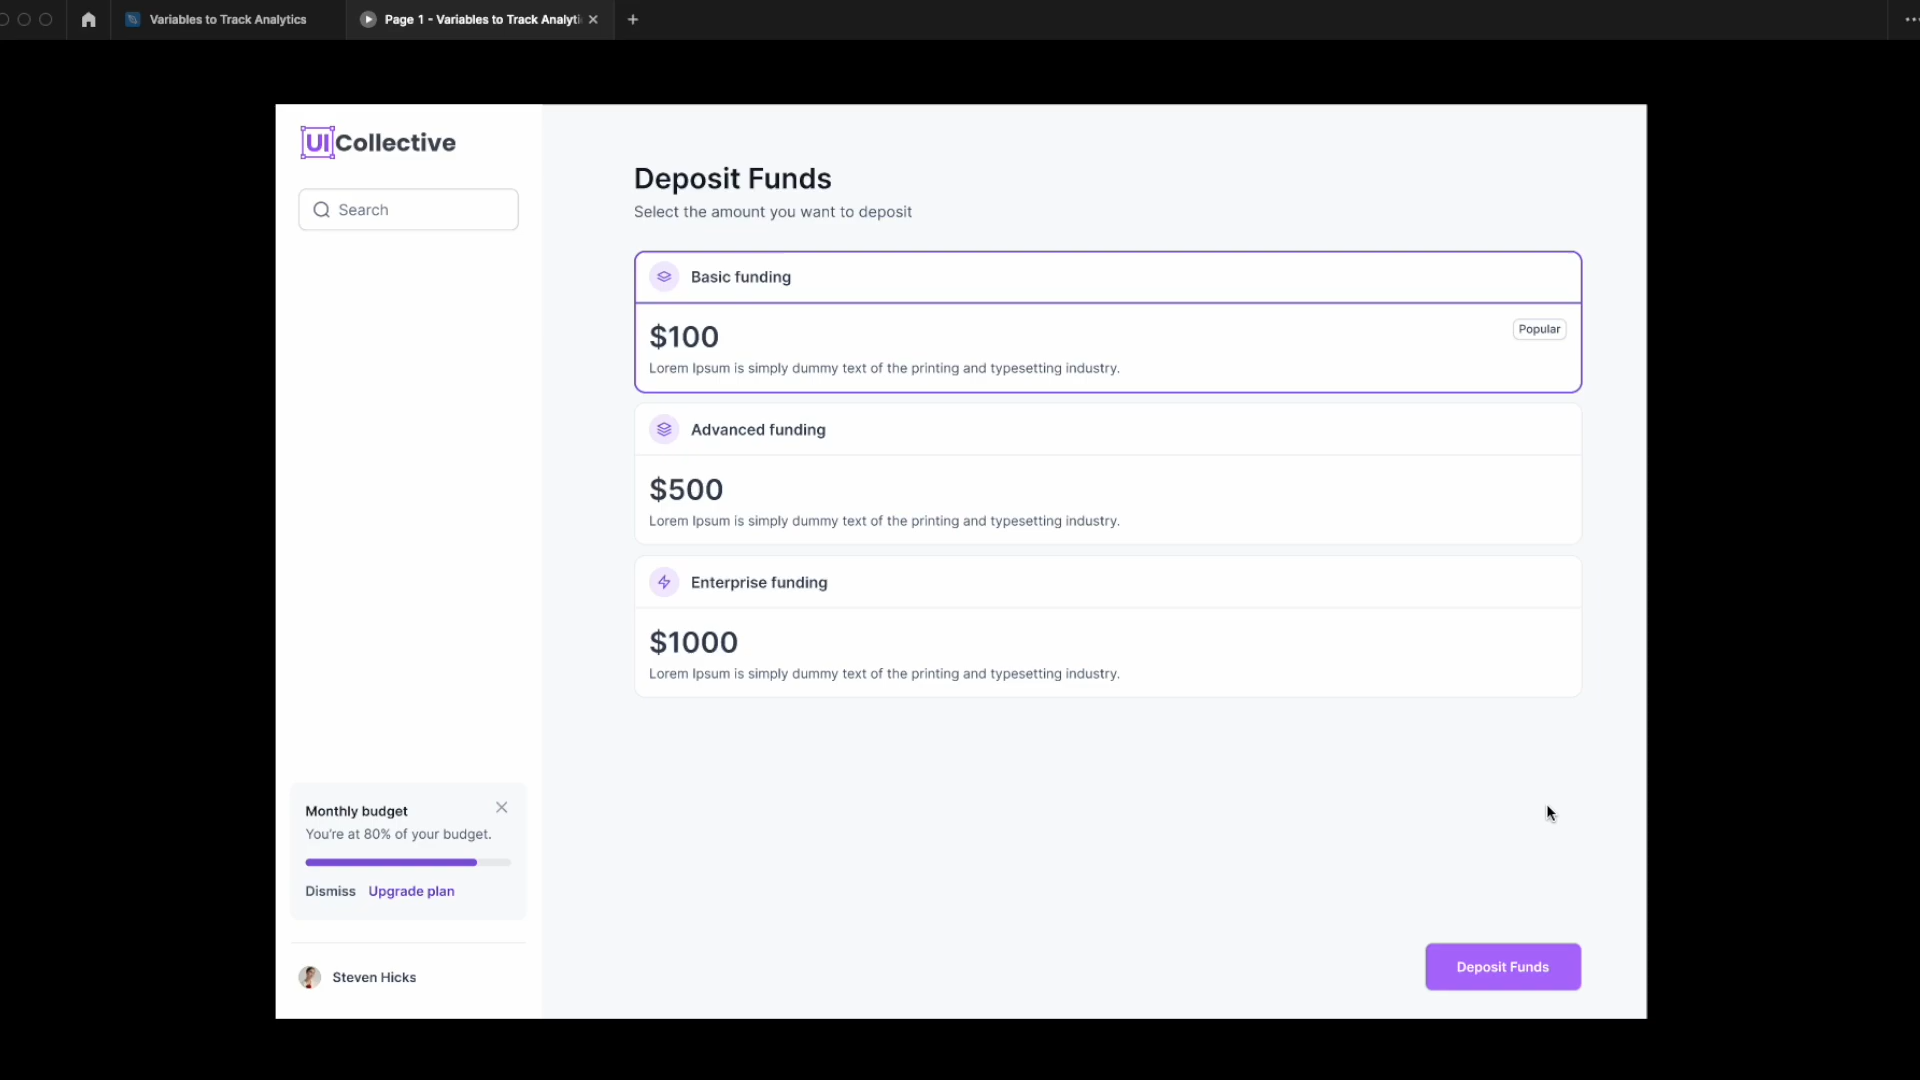 Variables to Track Analytics
Page 1 - Variables to Track Analyti
UICollective
Search
Deposit Funds
Select the amount you want to deposit
Basic funding
$100
Popular
Lorem Ipsum is simply dummy text of the printing and typesetting industry.
Advanced funding
$500
Lorem Ipsum is simply dummy text of the printing and typesetting industry.
Enterprise funding
$1000
Lorem Ipsum is simply dummy text of the printing and typesetting industry.
Monthly budget
You're at 80% of your budget.
Dismiss Upgrade plan
Steven Hicks
Deposit Funds